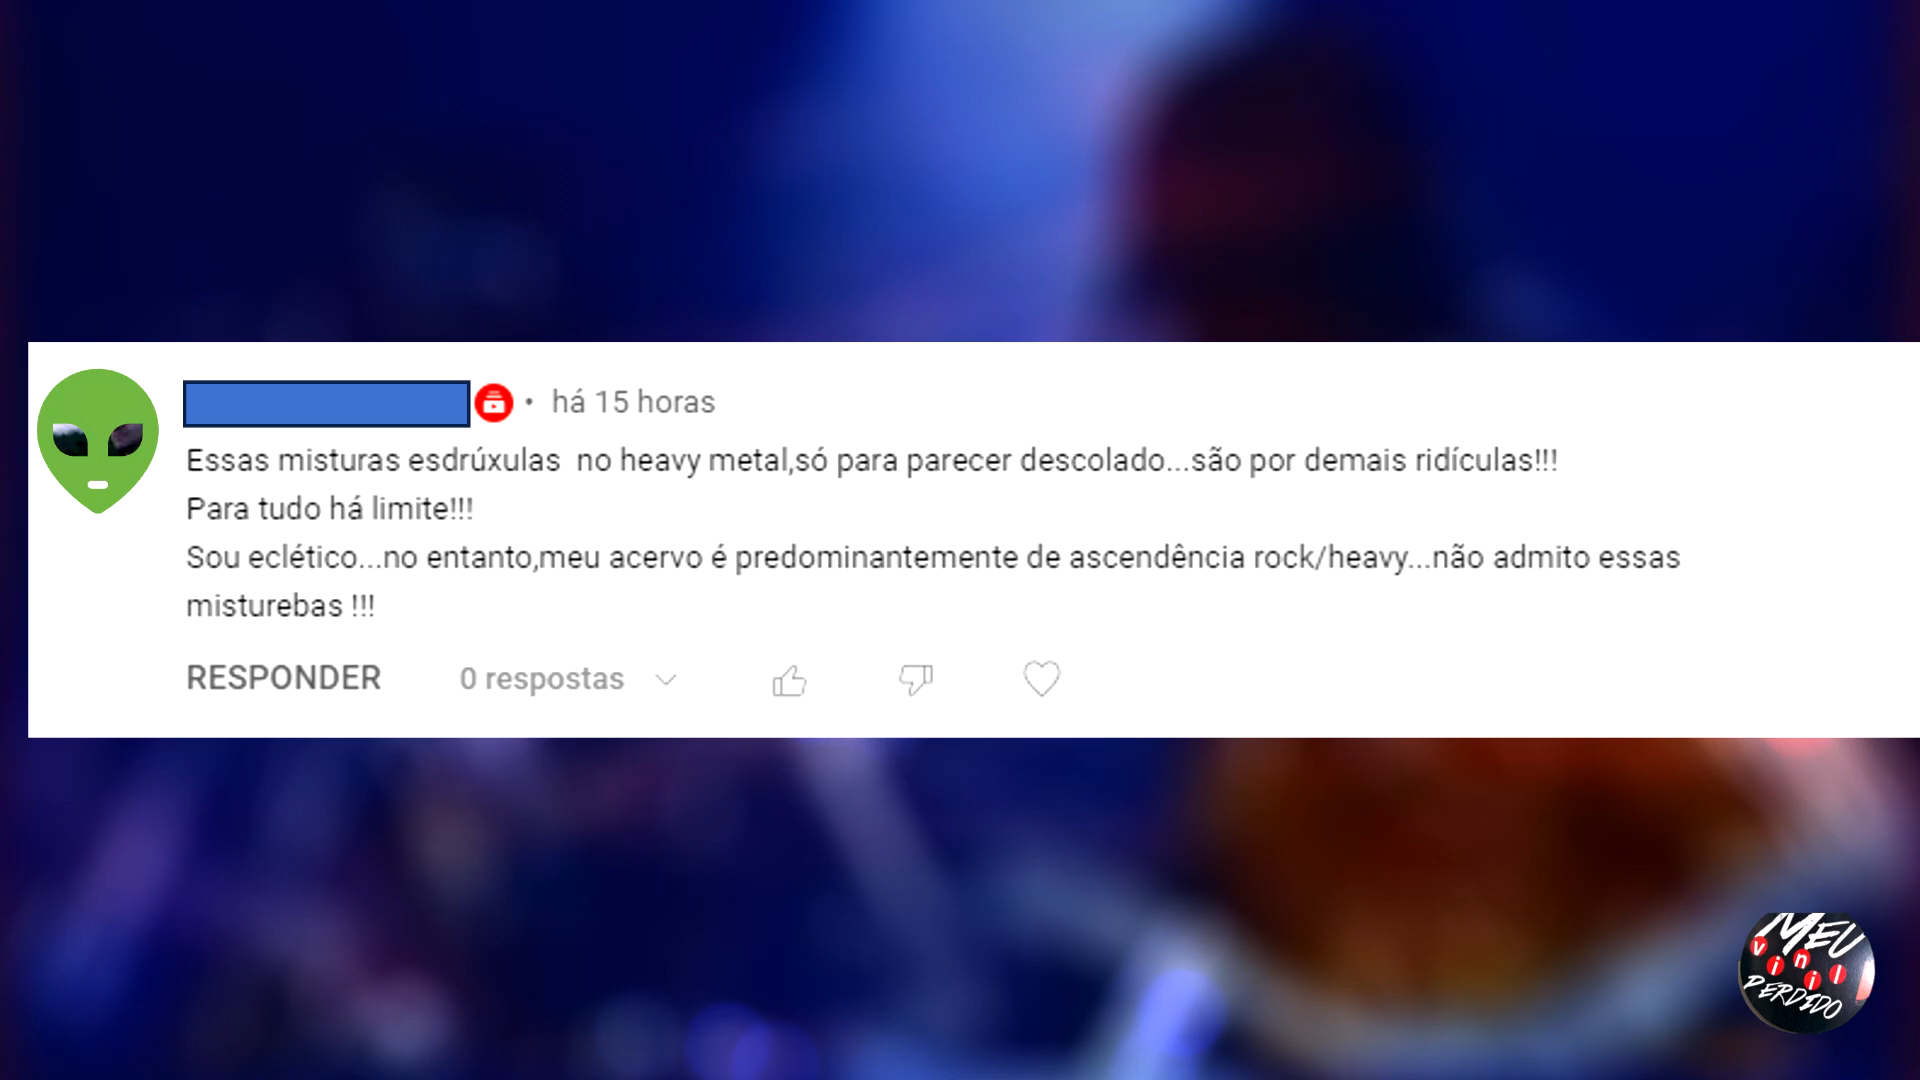 • há 15 horas
Essas misturas esdrúxulas  no heavy metal,só para parecer descolado...são por demais ridículas!!!
Para tudo há limite!!!
Sou eclético...no entanto,meu acervo é predominantemente de ascendência rock/heavy...não admito essas
misturebas !!!
RESPONDER 0 respostas
MEU
vinil
PERDIDO